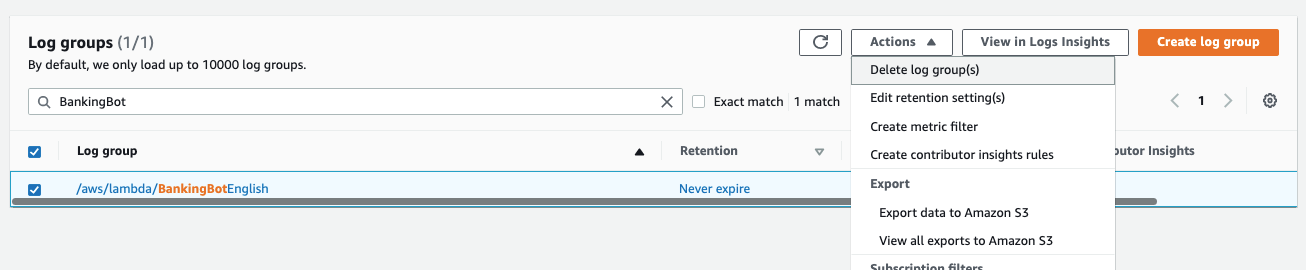 Log groups (1/1)
By default, we only load up to 10000 log groups.
Actions
View in Logs Insights
Create log group
BankingBot
Exact match
1 match
1
Delete log group(s)
Edit retention setting(s)
Create metric filter
Create contributor insights rules
Export
Export data to Amazon S3
View all exports to Amazon S3
Subscription filters
Log group
Retention
butor Insights
/aws/lambda/BankingBotEnglish
Never expire